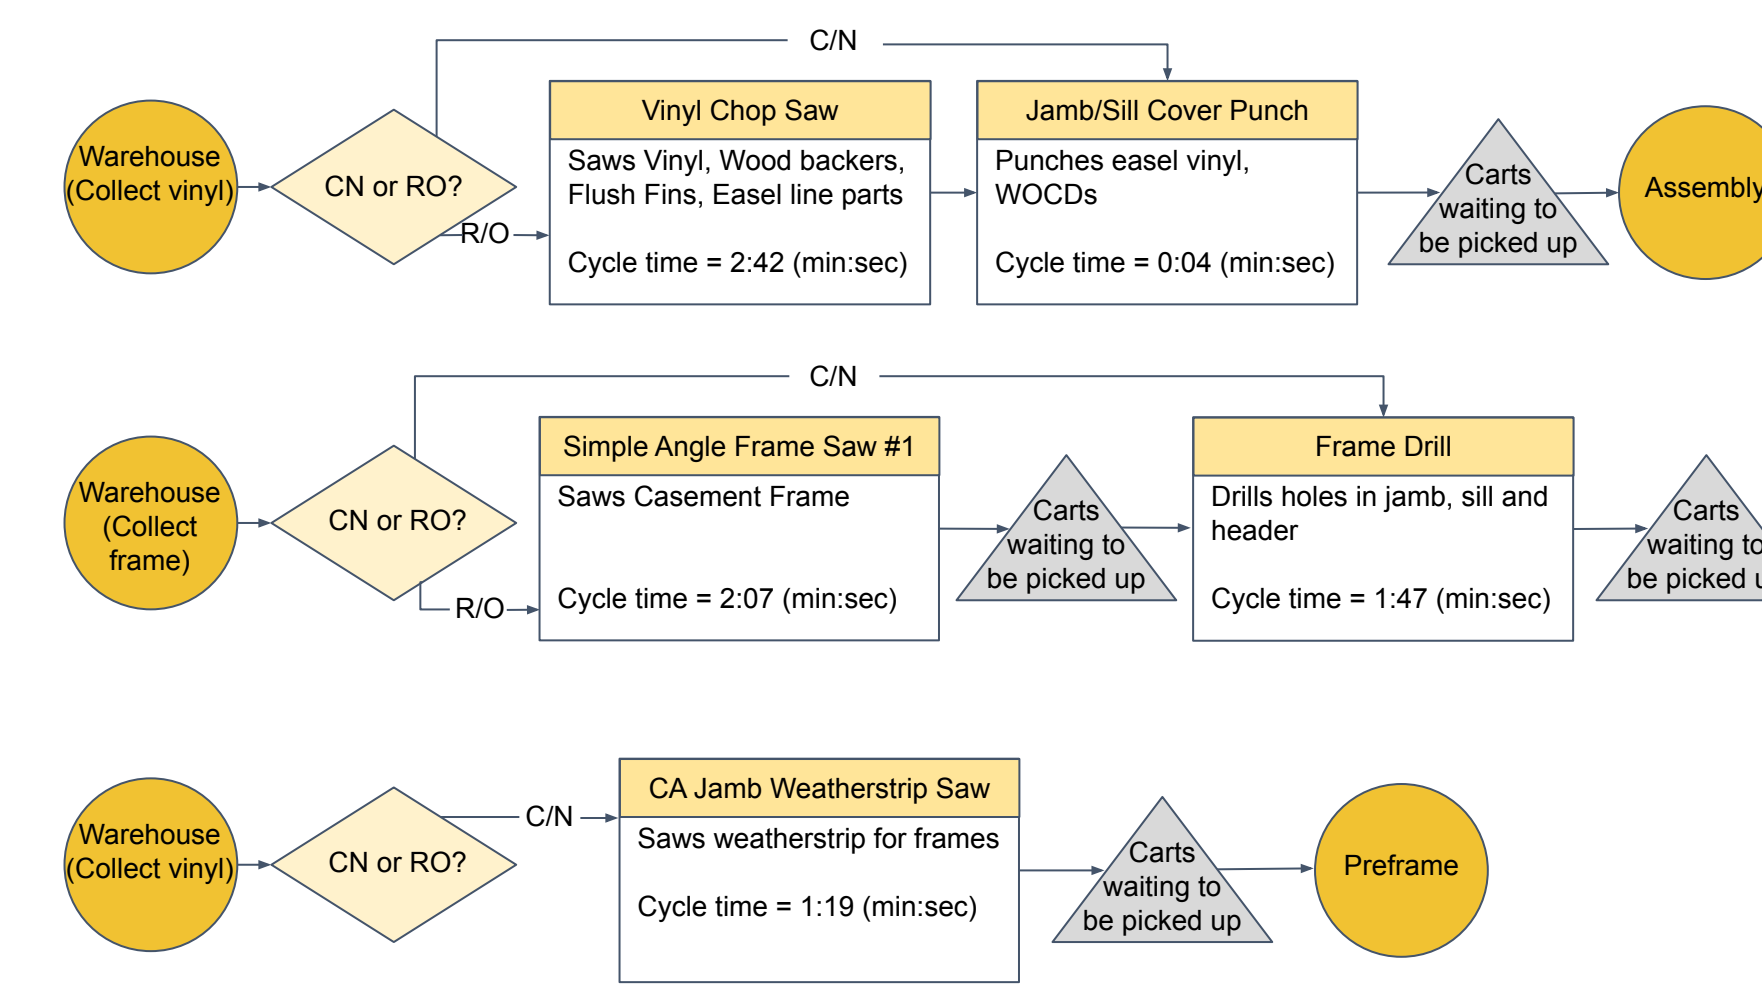 C/N
Warehouse
(Collect vinyl)
CN or RO?
R/O
Vinyl Chop Saw
Saws Vinyl, Wood backers,
Flush Fins, Easel line parts
Cycle time = 2:42 (min:sec)
Jamb/Sill Cover Punch
Punches easel vinyl,
WOCDs
Cycle time = 0:04 (min:sec)
Carts
waiting to
be picked up
Assembly
C/N
Warehouse
(Collect
frame)
CN or RO?
R/O
Simple Angle Frame Saw #1
Saws Casement Frame
Cycle time = 2:07 (min:sec)
Carts
waiting to
be picked up
Frame Drill
Drills holes in jamb, sill and
header
Cycle time = 1:47 (min:sec)
Carts
waiting to
be picked u
Warehouse
(Collect vinyl)
CN or RO?
C/N
CA Jamb Weatherstrip Saw
Saws weatherstrip for frames
Cycle time = 1:19 (min:sec)
Carts
waiting to
be picked up
Preframe